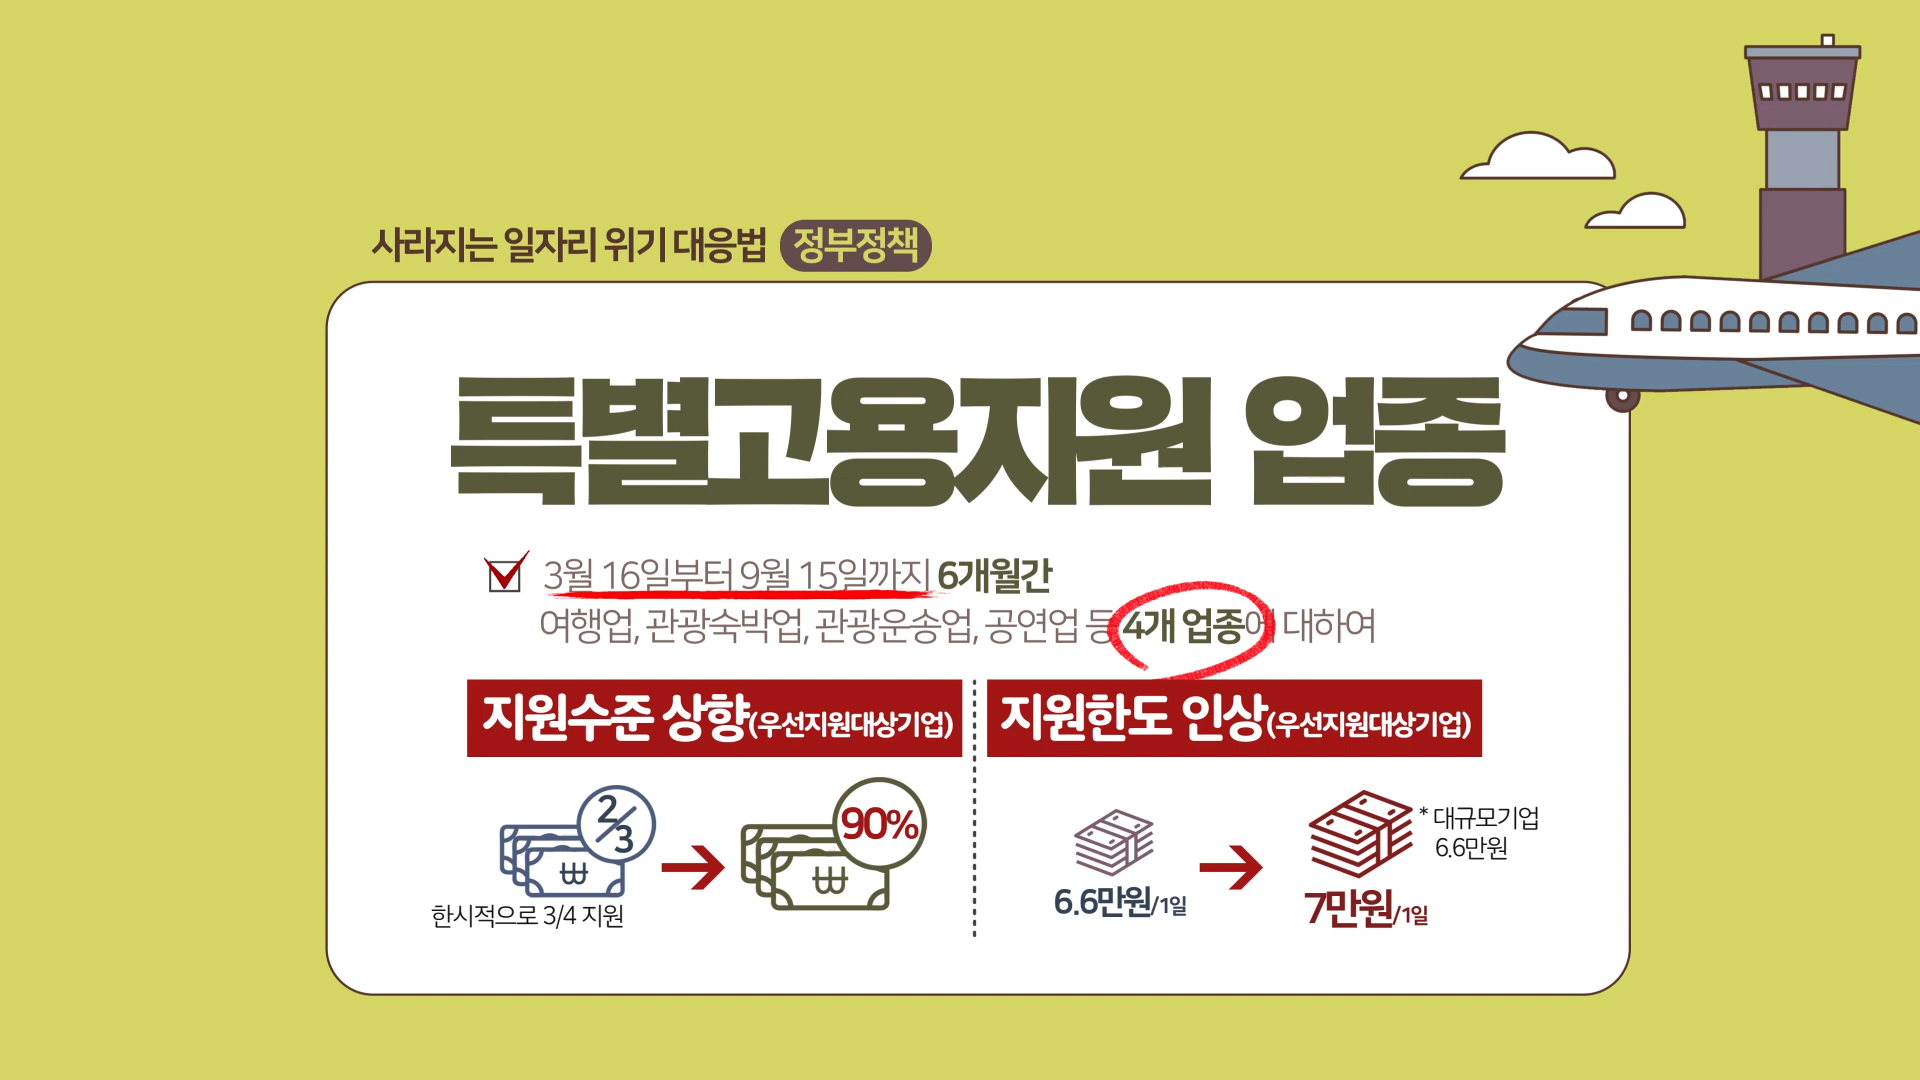 사라지는 일자리 위기 대응법 정부정책
특별고용지원 업종
3월 16일부터 9월 15일까지 6개월간
여행업, 관광숙박업, 관광운송업, 공연업 등 4개 업종에 대하여
지원수준 상향(우선지원대상기업)
2/3
₩
한시적으로 3/4 지원
90%
₩
지원한도 인상(우선지원대상기업)
6.6만원/1일
7만원/1일
* 대규모기업
6.6만원